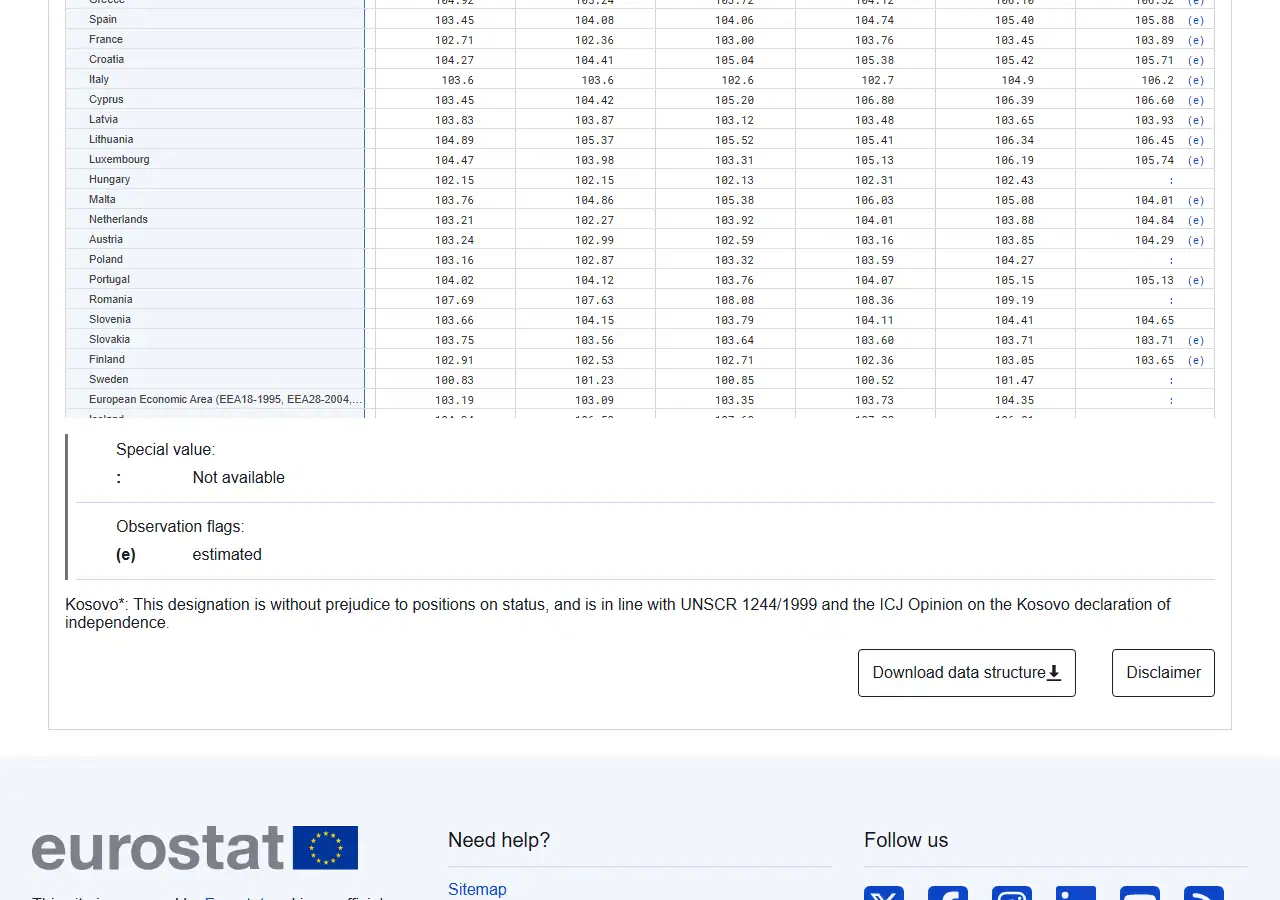 Greece 104.92 103.24 103.72 104.12 106.10 106.32 (e)
Spain 103.45 104.08 104.06 104.74 105.40 105.88 (e)
France 102.71 102.36 103.00 103.76 103.45 103.89 (e)
Croatia 104.27 104.41 105.04 105.38 105.42 105.71 (e)
Italy 103.6 103.6 102.6 102.7 104.9 106.2 (e)
Cyprus 103.45 104.42 105.20 106.80 106.39 106.60 (e)
Latvia 103.83 103.87 103.12 103.48 103.65 103.93 (e)
Lithuania 104.89 105.37 105.52 105.41 106.34 106.45 (e)
Luxembourg 104.47 103.98 103.31 105.13 106.19 105.74 (e)
Hungary 102.15 102.15 102.13 102.31 102.43 :
Malta 103.76 104.86 105.38 106.03 105.08 104.01 (e)
Netherlands 103.21 102.27 103.92 104.01 103.88 104.84 (e)
Austria 103.24 102.99 102.59 103.16 103.85 104.29 (e)
Poland 103.16 102.87 103.32 103.59 104.27 :
Portugal 104.02 104.12 103.76 104.07 105.15 105.13 (e)
Romania 107.69 107.63 108.08 108.36 109.19 :
Slovenia 103.66 104.15 103.79 104.11 104.41 104.65
Slovakia 103.75 103.56 103.64 103.60 103.71 103.71 (e)
Finland 102.91 102.53 102.71 102.36 103.05 103.65 (e)
Sweden 100.83 101.23 100.85 100.52 101.47 :
European Economic Area (EEA18-1995, EEA28-2004,... 103.19 103.09 103.35 103.73 104.35 :
Iceland
Special value:
: Not available
Observation flags:
(e) estimated
Kosovo*: This designation is without prejudice to positions on status, and is in line with UNSCR 1244/1999 and the ICJ Opinion on the Kosovo declaration of
independence.
Download data structure
Disclaimer
eurostat
Need help?
Follow us
Sitemap